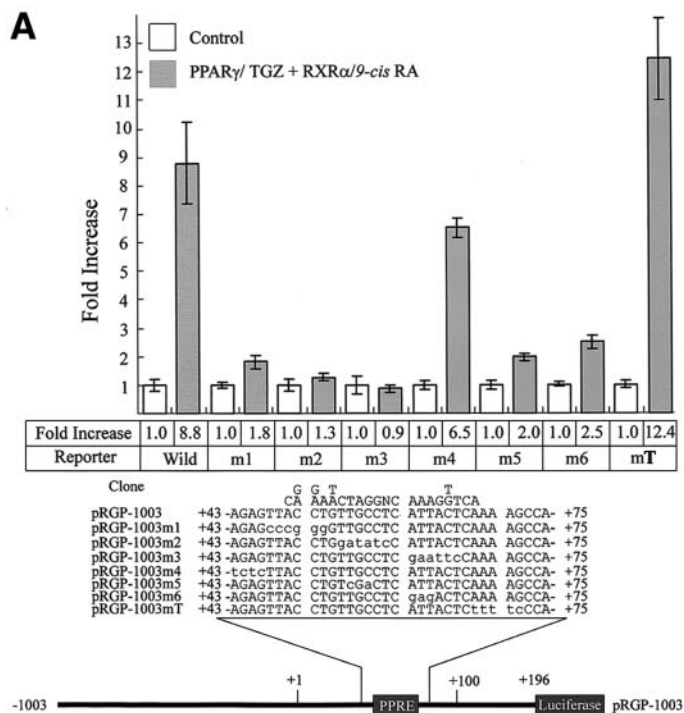 A
Control
PPARγ/ TGZ + RXRα/9-cis RA
Fold Increase
13
12
11
10
9
8
7
6
5
4
3
2
1
Fold Increase 1.0 8.8 1.0 1.8 1.0 1.3 1.0 0.9 1.0 6.5 1.0 2.0 1.0 2.5 1.0 12.4
Reporter Wild m1 m2 m3 m4 m5 m6 mT
Clone
G G T T
CA AAACTAGGNC AAAGGTCA
pRGP-1003 +43 -AGAGTTACC CTGTTGCCTC ATTACTCAAA AGCCA- +75
pRGP-1003m1 +43 -AGAGcccg ggGTTGCCTC ATTACTCAAA AGCCA- +75
pRGP-1003m2 +43 -AGAGTTACC CTGgatatcC ATTACTCAAA AGCCA- +75
pRGP-1003m3 +43 -AGAGTTACC CTGTTGCCTC gaattcCAAA AGCCA- +75
pRGP-1003m4 +43 -tctcTTACC CTGTTGCCTC ATTACTCAAA AGCCA- +75
pRGP-1003m5 +43 -AGAGTTACC CTGTcGaCTC ATTACTCAAA AGCCA- +75
pRGP-1003m6 +43 -AGAGTTACC CTGTTGCCTC gagACTCAAA AGCCA- +75
pRGP-1003mT +43 -AGAGTTACC CTGTTGCCTC ATTACTCttt tcCCA- +75
-1003 +1 PPRE +100 +196 Luciferase pRGP-1003